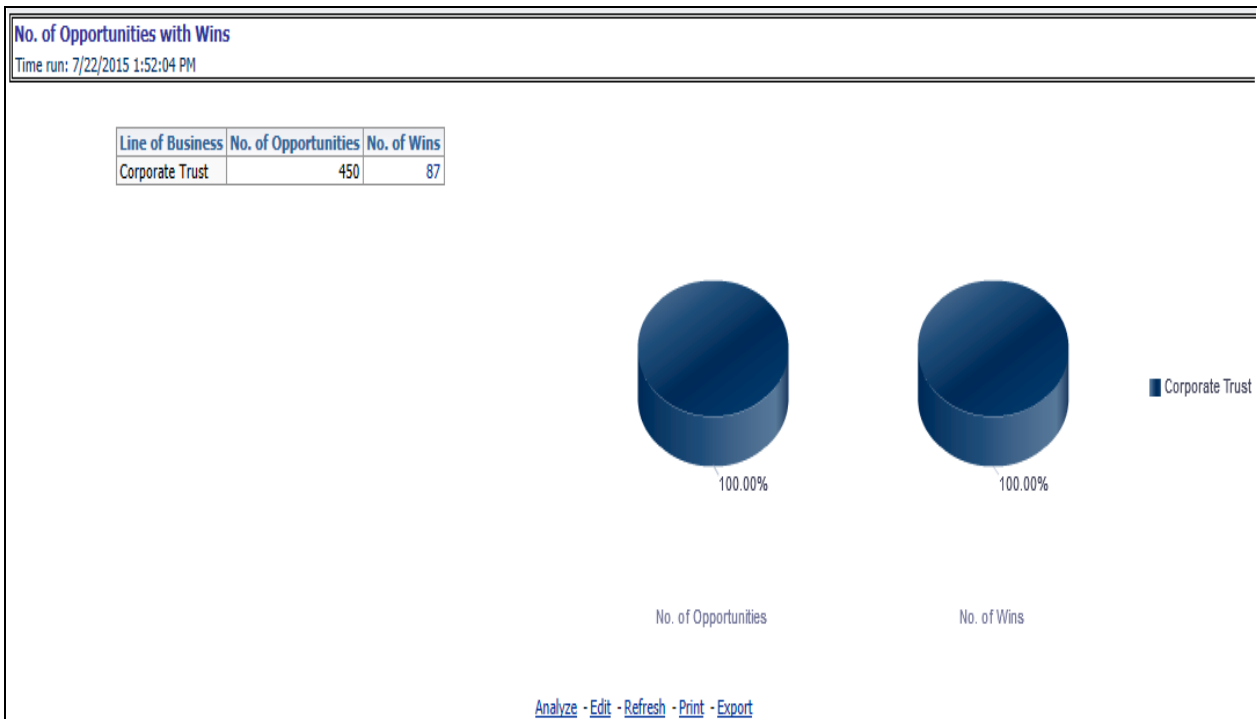 No. of Opportunities with Wins
Time run: 7/22/2015 1:52:04 PM
Line of Business No. of Opportunities No. of Wins
Corporate Trust 450 87
Corporate Trust
100.00% 100.00%
No. of Opportunities No. of Wins
Analyze - Edit - Refresh - Print - Export